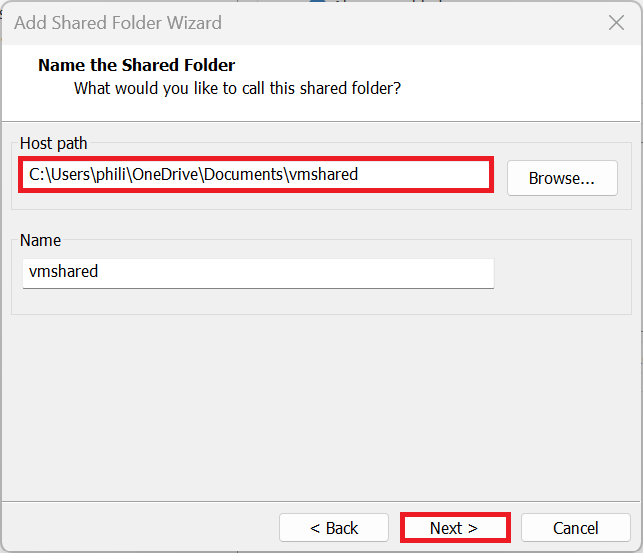 Add Shared Folder Wizard
Name the Shared Folder
What would you like to call this shared folder?
Host path
C:\Users\phili\OneDrive\Documents\vmshared
Browse...
Name
vmshared
< Back
Next >
Cancel